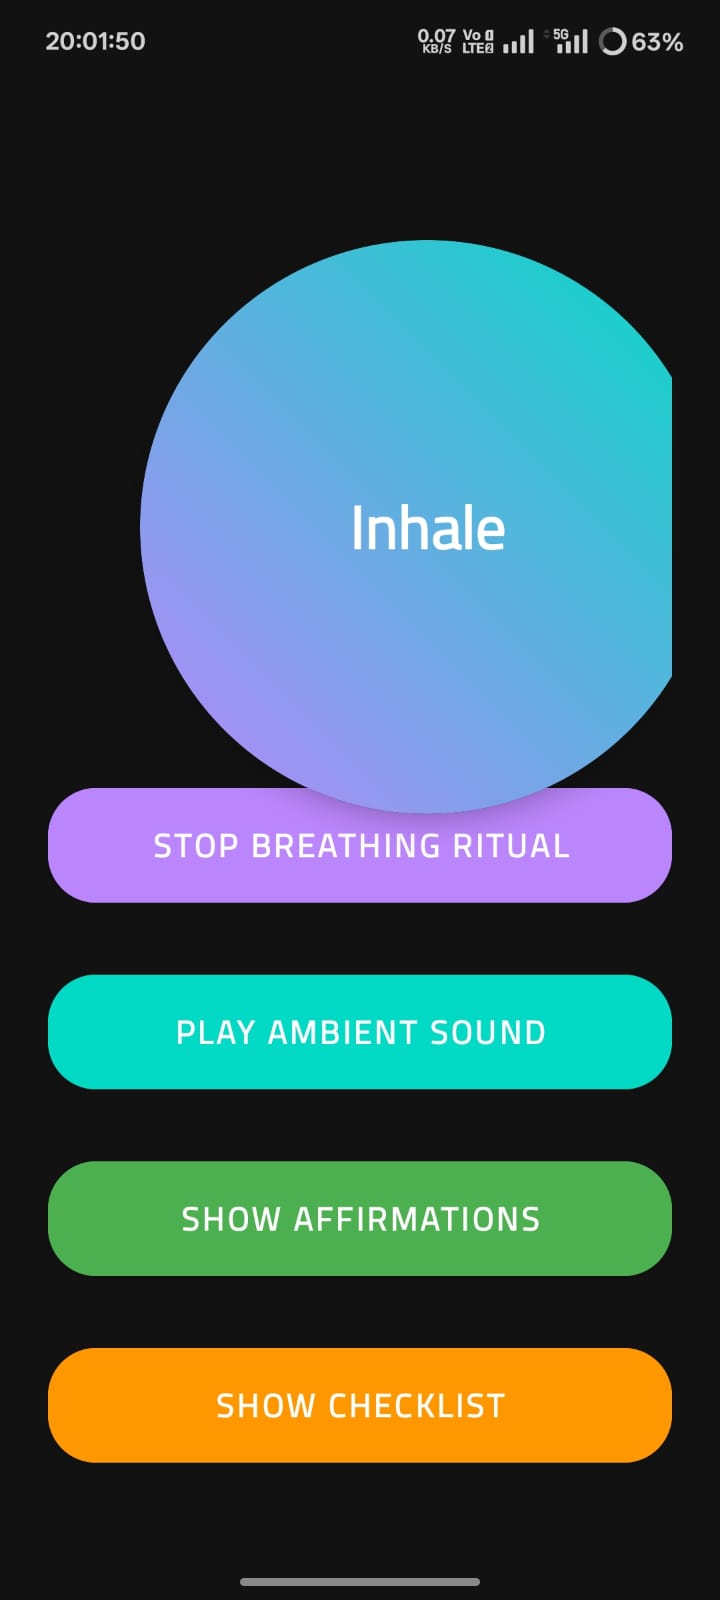 20:01:50 0.07 KB/S Vo LTE2 5G 63%
Inhale
STOP BREATHING RITUAL
PLAY AMBIENT SOUND
SHOW AFFIRMATIONS
SHOW CHECKLIST